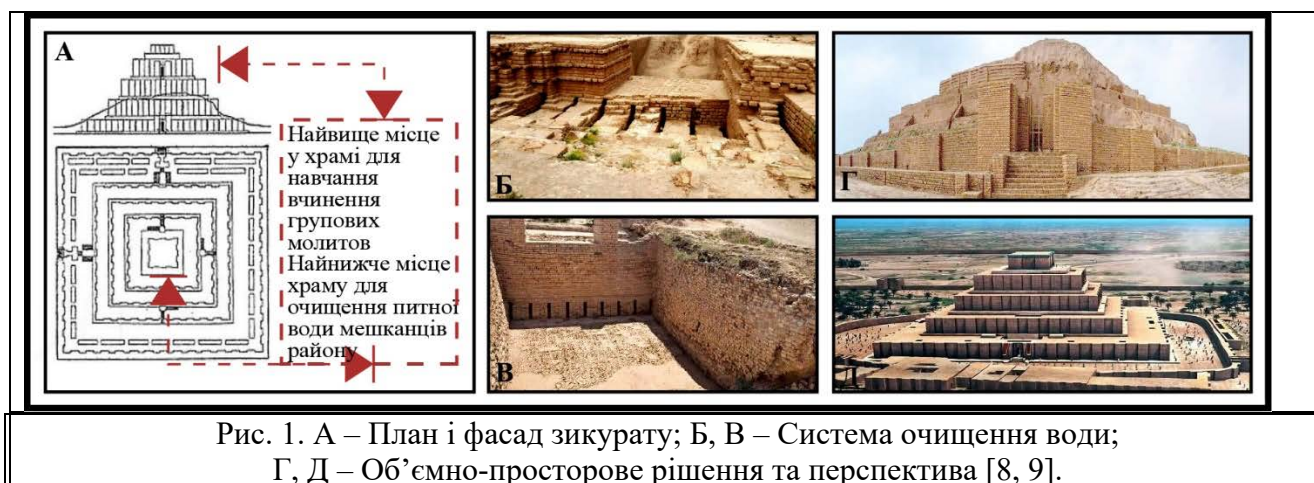 А
Найвище місце
у храмі для
навчання
вчинення
групових
молитов
Найнижче місце
храму для
очищення питної
води мешканців
району
Б
В
Г
Д
Рис. 1. А – План і фасад зикурату; Б, В – Система очищення води;
Г, Д – Об’ємно-просторове рішення та перспектива [8, 9].